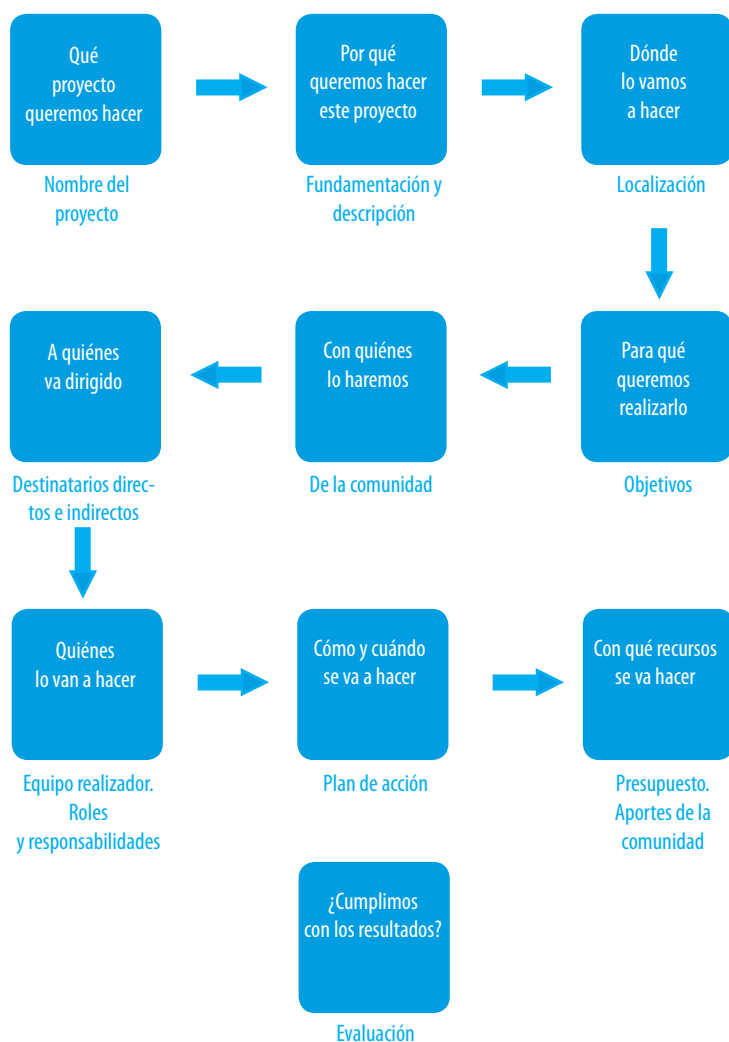 Qué
proyecto
queremos hacer
Nombre del
proyecto
Por qué
queremos hacer
este proyecto
Fundamentación y
descripción
Dónde
lo vamos
a hacer
Localización
Para qué
queremos
realizarlo
Objetivos
Con quiénes
lo haremos
De la comunidad
A quiénes
va dirigido
Destinatarios direc-
tos e indirectos
Quiénes
lo van a hacer
Equipo realizador.
Roles
y responsabilidades
Cómo y cuándo
se va a hacer
Plan de acción
Con qué recursos
se va hacer
Presupuesto.
Aportes de la
comunidad
¿Cumplimos
con los resultados?
Evaluación